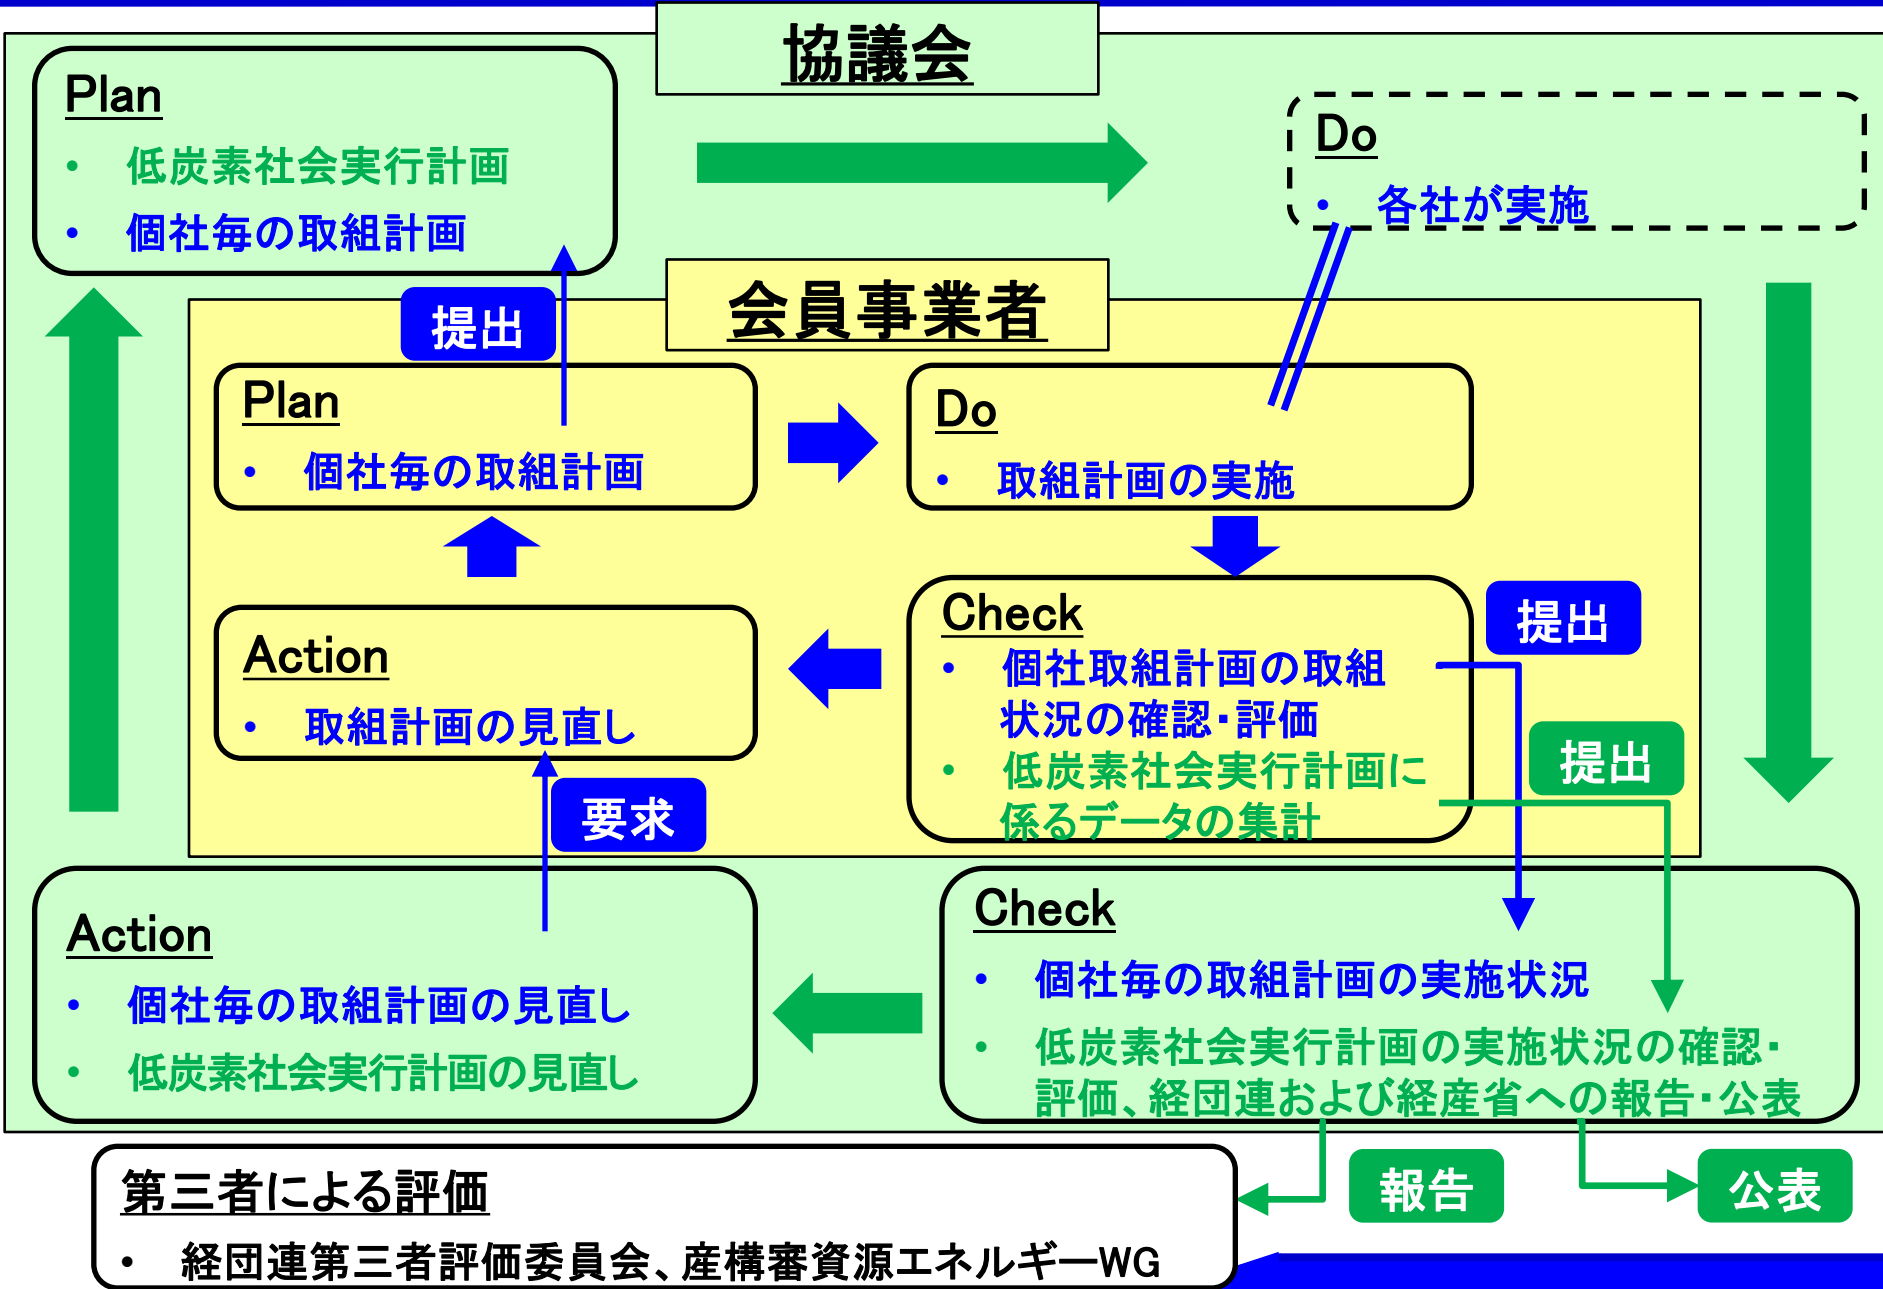 協議会
Plan
• 低炭素社会実行計画
• 個社毎の取組計画
Do
• 各社が実施
会員事業者
提出
Plan
• 個社毎の取組計画
Do
• 取組計画の実施
Action
• 取組計画の見直し
Check
• 個社取組計画の取組
状況の確認・評価
• 低炭素社会実行計画に
係るデータの集計
提出
提出
要求
Action
• 個社毎の取組計画の見直し
• 低炭素社会実行計画の見直し
Check
• 個社毎の取組計画の実施状況
• 低炭素社会実行計画の実施状況の確認・
評価、経団連および経産省への報告・公表
第三者による評価
• 経団連第三者評価委員会、産構審資源エネルギーWG
報告
公表